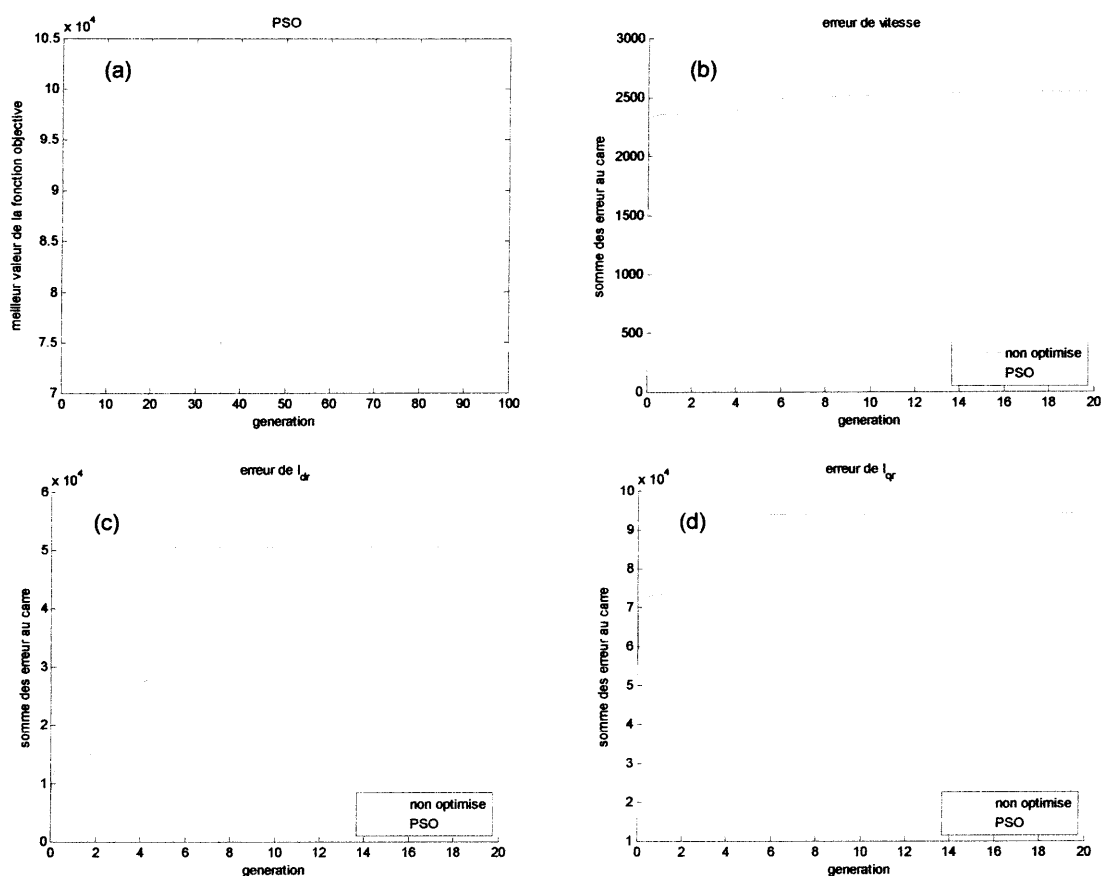 PSO
x 10⁴
(a)
meilleur valeur de la fonction objective
10.5
10
9.5
9
8.5
8
7.5
7
0 10 20 30 40 50 60 70 80 90 100
generation
erreur de vitesse
(b)
somme des erreur au carre
3000
2500
2000
1500
1000
500
0
non optimise
PSO
0 2 4 6 8 10 12 14 16 18 20
generation
erreur de I_dr
x 10⁴
(c)
somme des erreur au carre
6
5
4
3
2
1
0
non optimise
PSO
0 2 4 6 8 10 12 14 16 18 20
generation
erreur de I_qr
x 10⁴
(d)
somme des erreur au carre
10
9
8
7
6
5
4
3
2
1
non optimise
PSO
0 2 4 6 8 10 12 14 16 18 20
generation